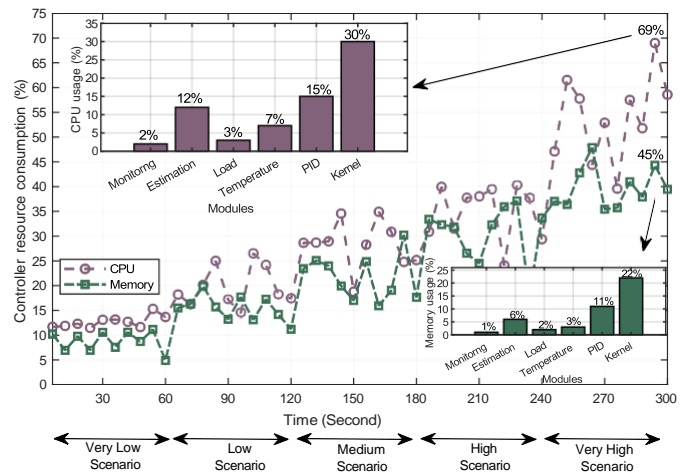 Controller resource consumption (%)
75
70
65
60
55
50
45
40
35
30
25
20
15
10
5
0
CPU usage (%)
35
30
25
20
15
10
5
0
2%
12%
3%
7%
15%
30%
Monitorng
Estimation
Load
Temperature
PID
Kernel
Modules
69%
45%
CPU
Memory
Memory usage (%)
25
20
15
10
5
0
1%
6%
2%
3%
11%
22%
Monitorng
Estimation
Load
Temperature
PID
Kernel
Modules
30 60 90 120 150 180 210 240 270 300
Time (Second)
Very Low
Scenario
Low
Scenario
Medium
Scenario
High
Scenario
Very High
Scenario